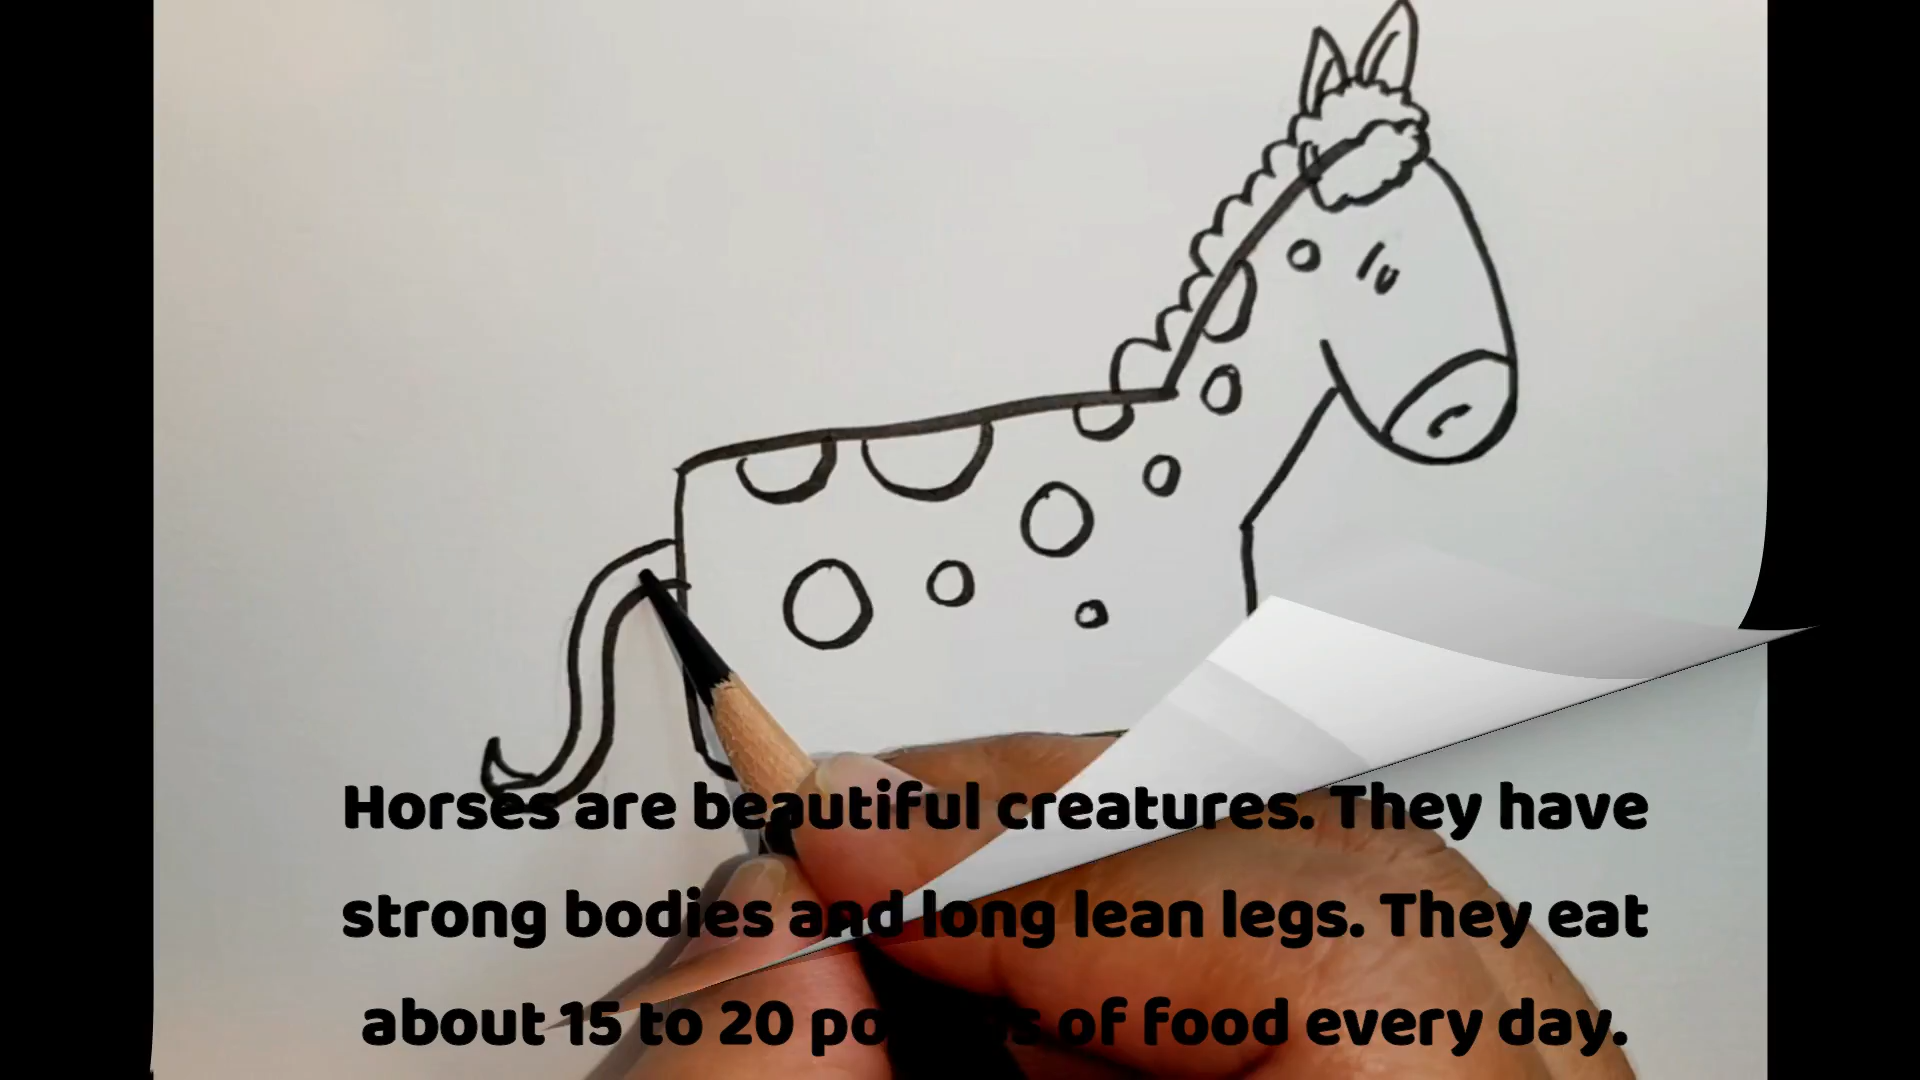 Horses are beautiful creatures. They have
strong bodies and long lean legs. They eat
about 15 to 20 of food every day.